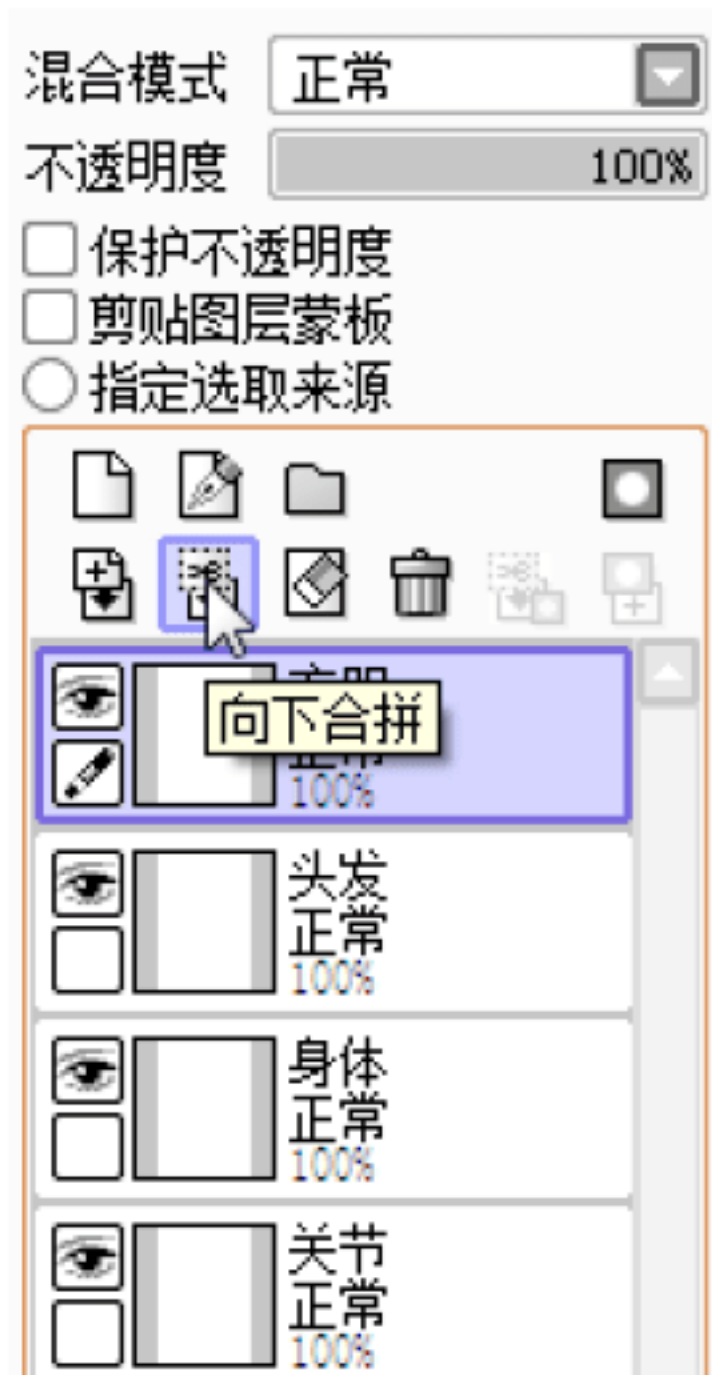 混合模式 正常
不透明度 100%
保护不透明度
剪贴图层蒙板
指定选取来源
向下合拼
100%
头发
正常
100%
身体
正常
100%
关节
正常
100%